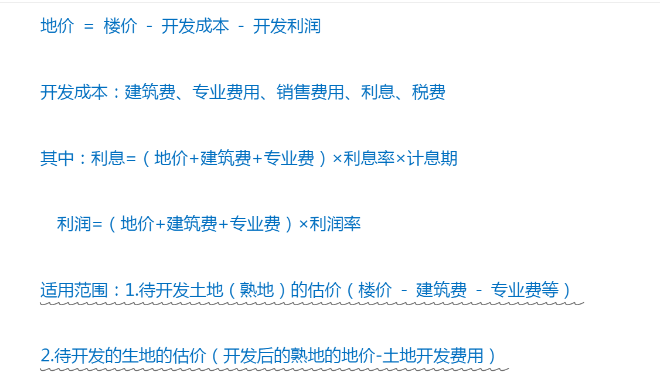 地价 = 楼价 - 开发成本 - 开发利润
开发成本：建筑费、专业费用、销售费用、利息、税费
其中：利息=（地价+建筑费+专业费）×利息率×计息期
利润=（地价+建筑费+专业费）×利润率
适用范围：1.待开发土地（熟地）的估价（楼价 - 建筑费 - 专业费等）
2.待开发的生地的估价（开发后的熟地的地价-土地开发费用）